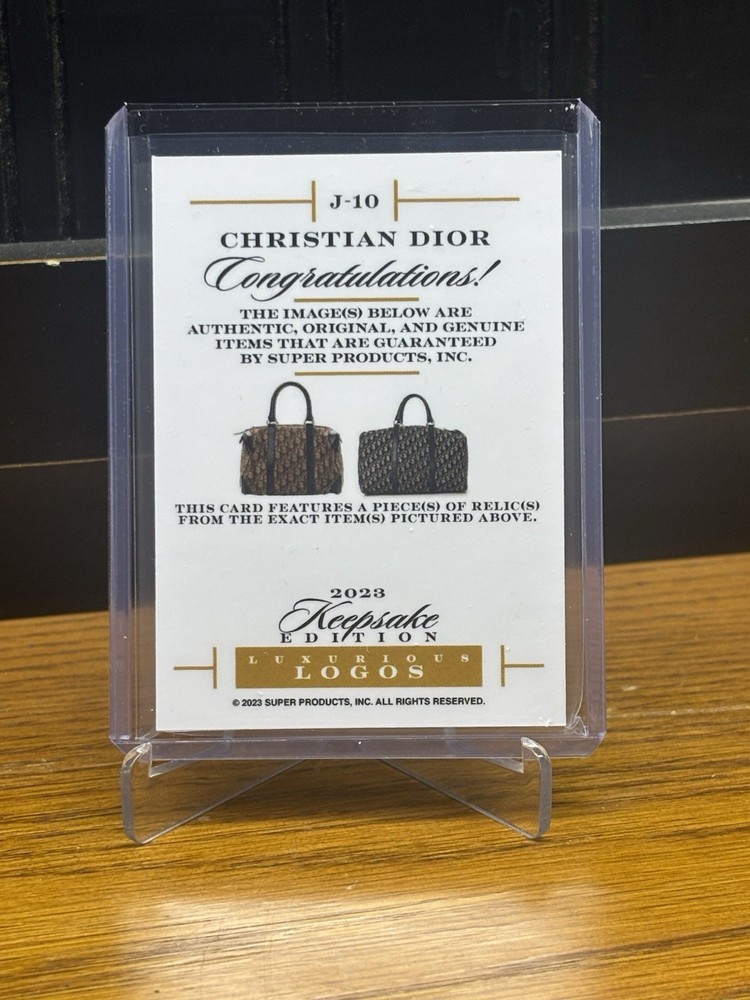 J-10
CHRISTIAN DIOR
Congratulations!
THE IMAGE(S) BELOW ARE
AUTHENTIC, ORIGINAL, AND GENUINE
ITEMS THAT ARE GUARANTEED
BY SUPER PRODUCTS, INC.
THIS CARD FEATURES A PIECE(S) OF RELIC(S)
FROM THE EXACT ITEM(S) PICTURED ABOVE.
2023
Keepsake
EDITION
LUXURIOUS
LOGOS
© 2023 SUPER PRODUCTS, INC. ALL RIGHTS RESERVED.